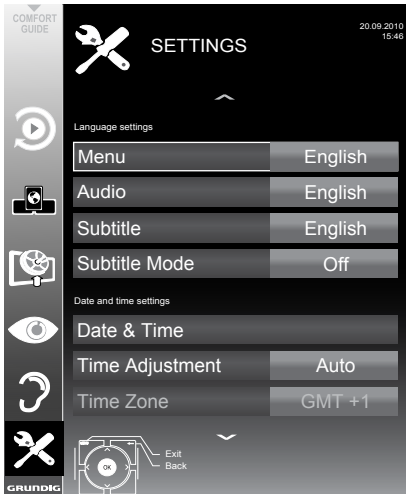 COMFORT
GUIDE
SETTINGS
20.09.2010
15:46
Language settings
Menu English
Audio English
Subtitle English
Subtitle Mode Off
Date and time settings
Date & Time
Time Adjustment Auto
Time Zone GMT +1
Exit
Back
OK
GRUNDIG